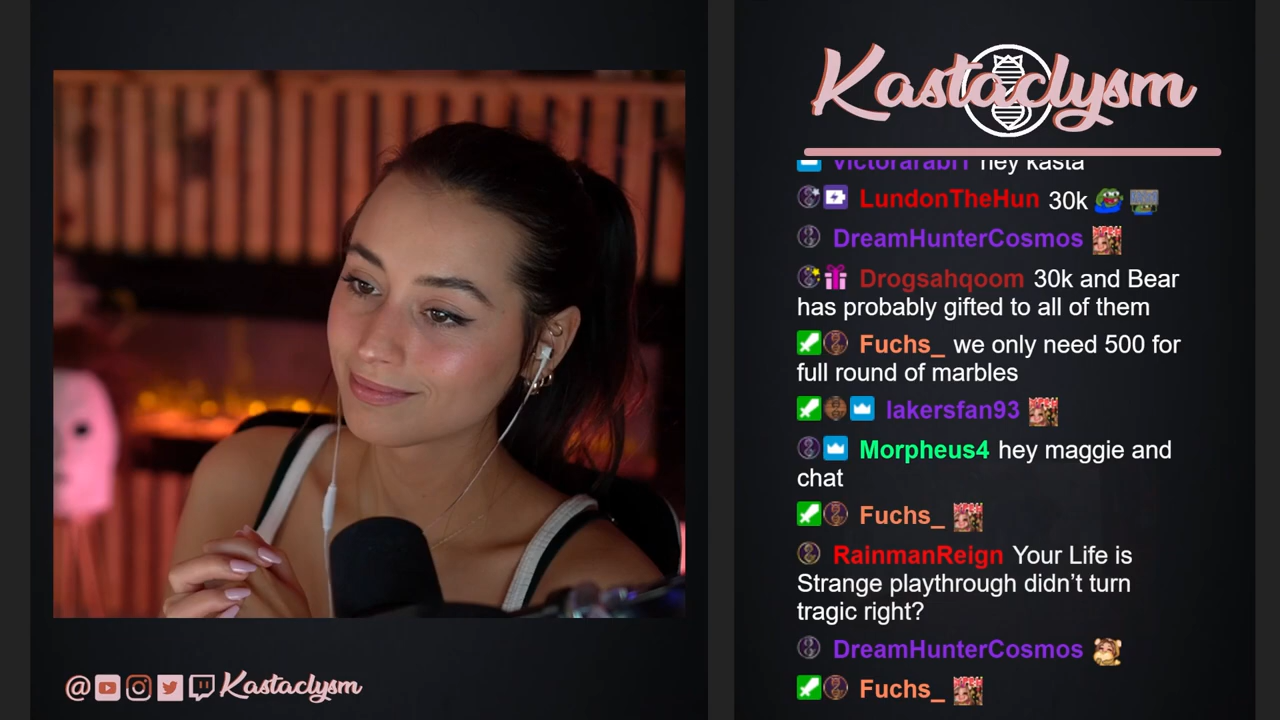 Kastaclysm
hey kasta
LundonTheHun 30k
DreamHunterCosmos
Drogsahqoom 30k and Bear
has probably gifted to all of them
Fuchs_ we only need 500 for
full round of marbles
lakersfan93
Morpheus4 hey maggie and
chat
Fuchs_
RainmanReign Your Life is
Strange playthrough didn’t turn
tragic right?
DreamHunterCosmos
Fuchs_
@ Kastaclysm